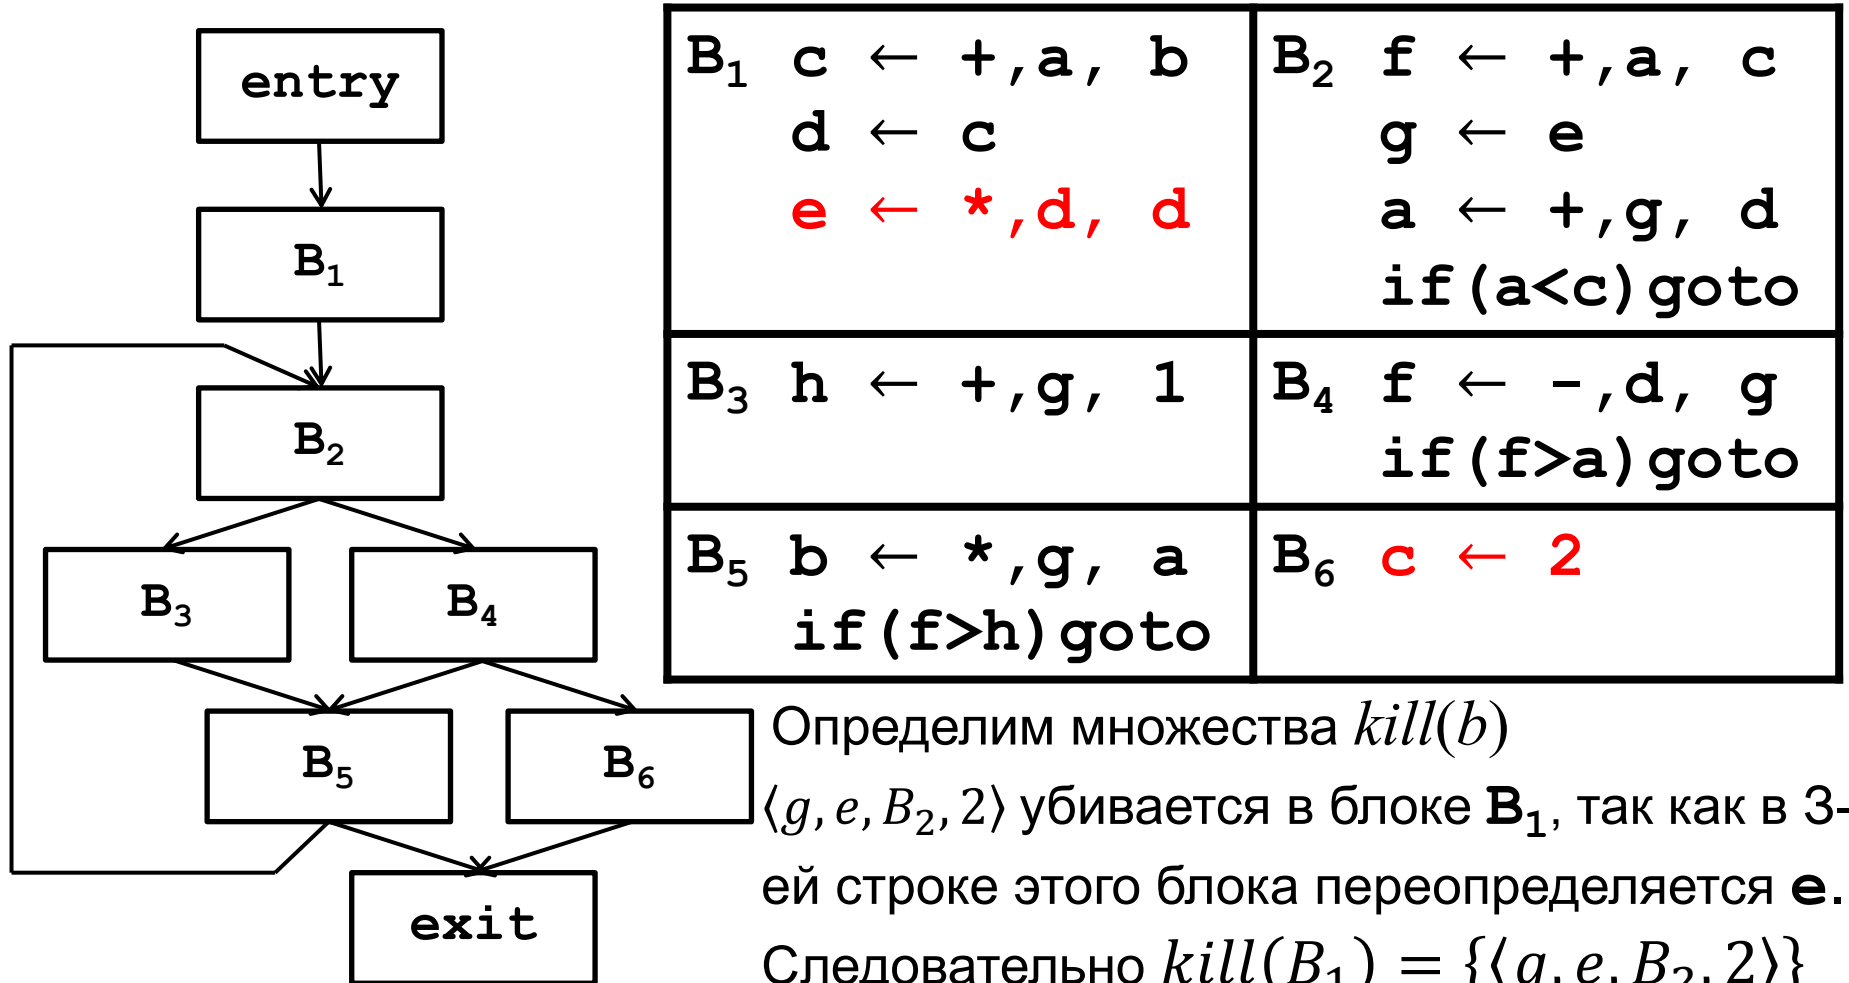 entry
B₁
B₂
B₃
B₄
B₅
B₆
exit
B₁ c ← +,a, b
d ← c
e ← *,d, d
B₂ f ← +,a, c
g ← e
a ← +,g, d
if(a<c)goto
B₃ h ← +,g, 1
B₄ f ← -,d, g
if(f>a)goto
B₅ b ← *,g, a
if(f>h)goto
B₆ c ← 2
Определим множества kill(b)
⟨g, e, B₂, 2⟩ убивается в блоке B₁, так как в 3-
ей строке этого блока переопределяется e.
Следовательно kill(B₁) = {⟨g, e, B₂, 2⟩}